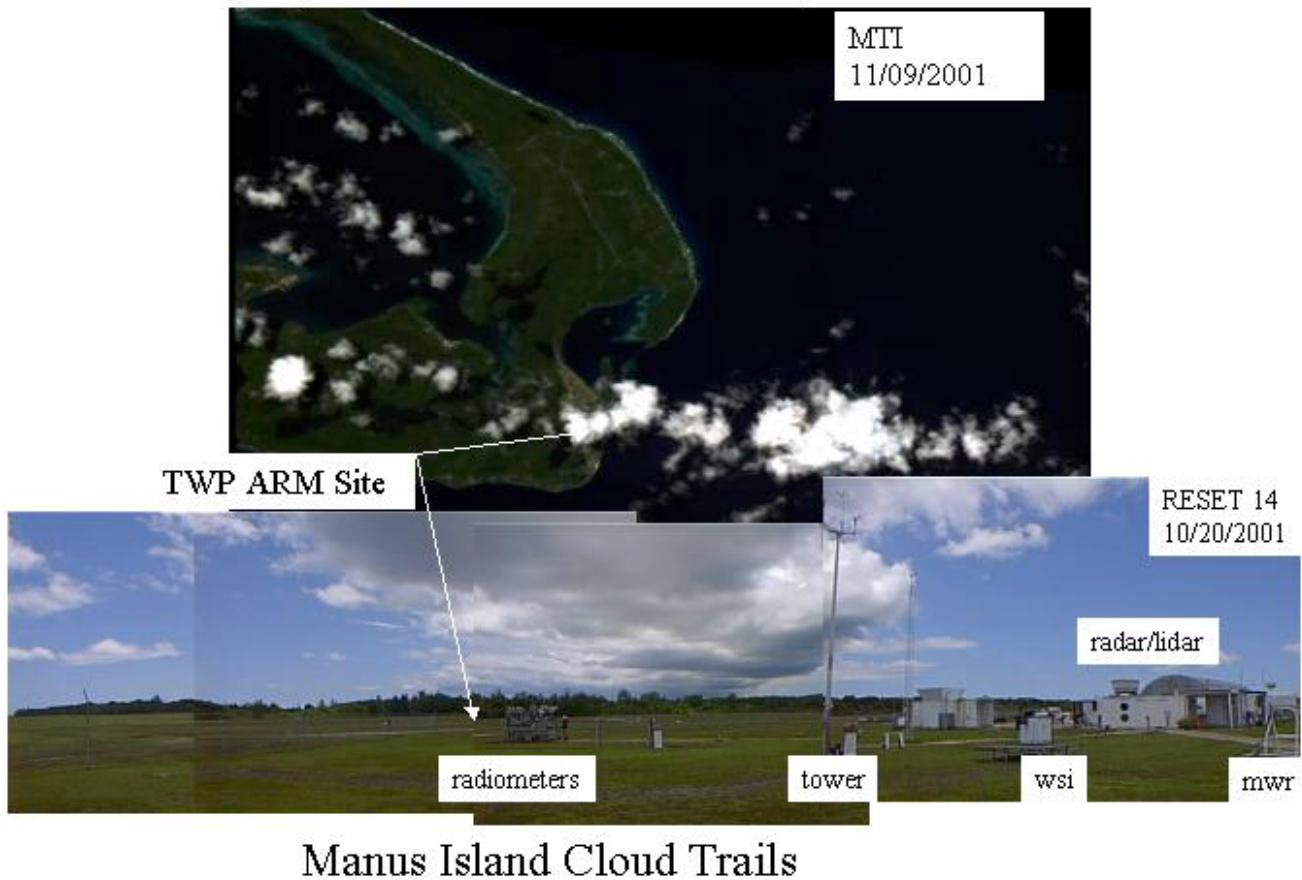 MTI
11/09/2001
TWP ARM Site
RESET 14
10/20/2001
radar/lidar
radiometers
tower
wsi
mwr
Manus Island Cloud Trails